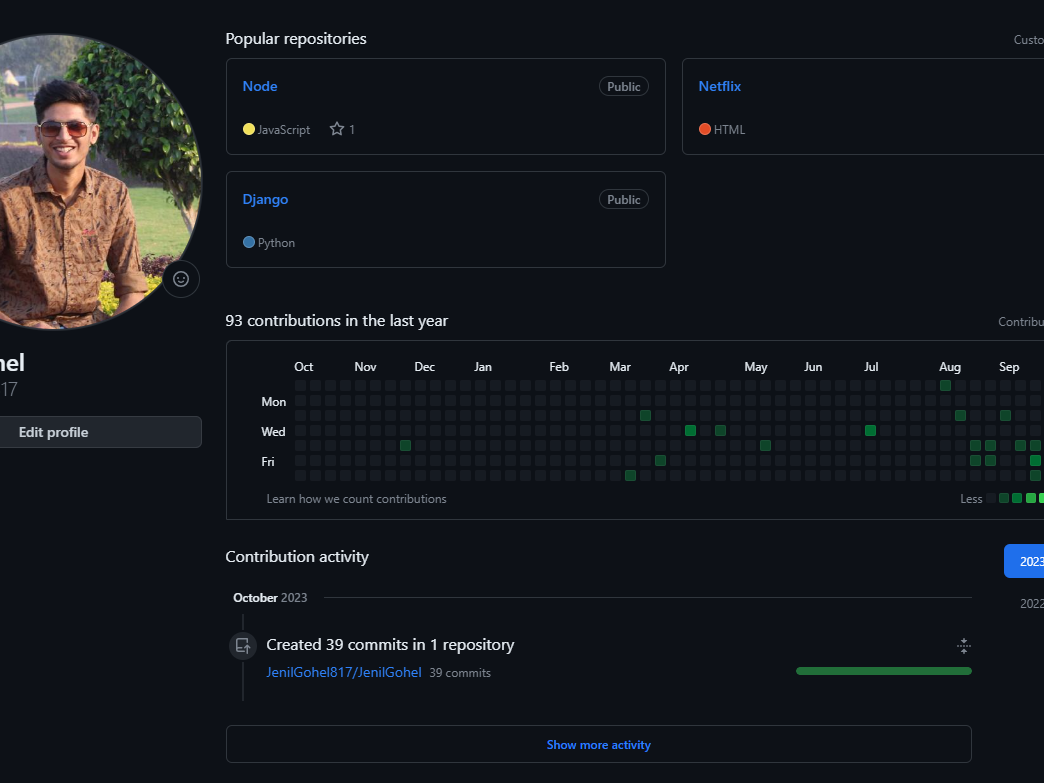 Popular repositories
Node
Public
JavaScript
1
Netflix
HTML
Django
Public
Python
93 contributions in the last year
Oct Nov Dec Jan Feb Mar Apr May Jun Jul Aug Sep
Mon
Wed
Fri
Learn how we count contributions
Less
17
Edit profile
Contribution activity
2023
2022
October 2023
Created 39 commits in 1 repository
JenilGohel817/JenilGohel 39 commits
Show more activity